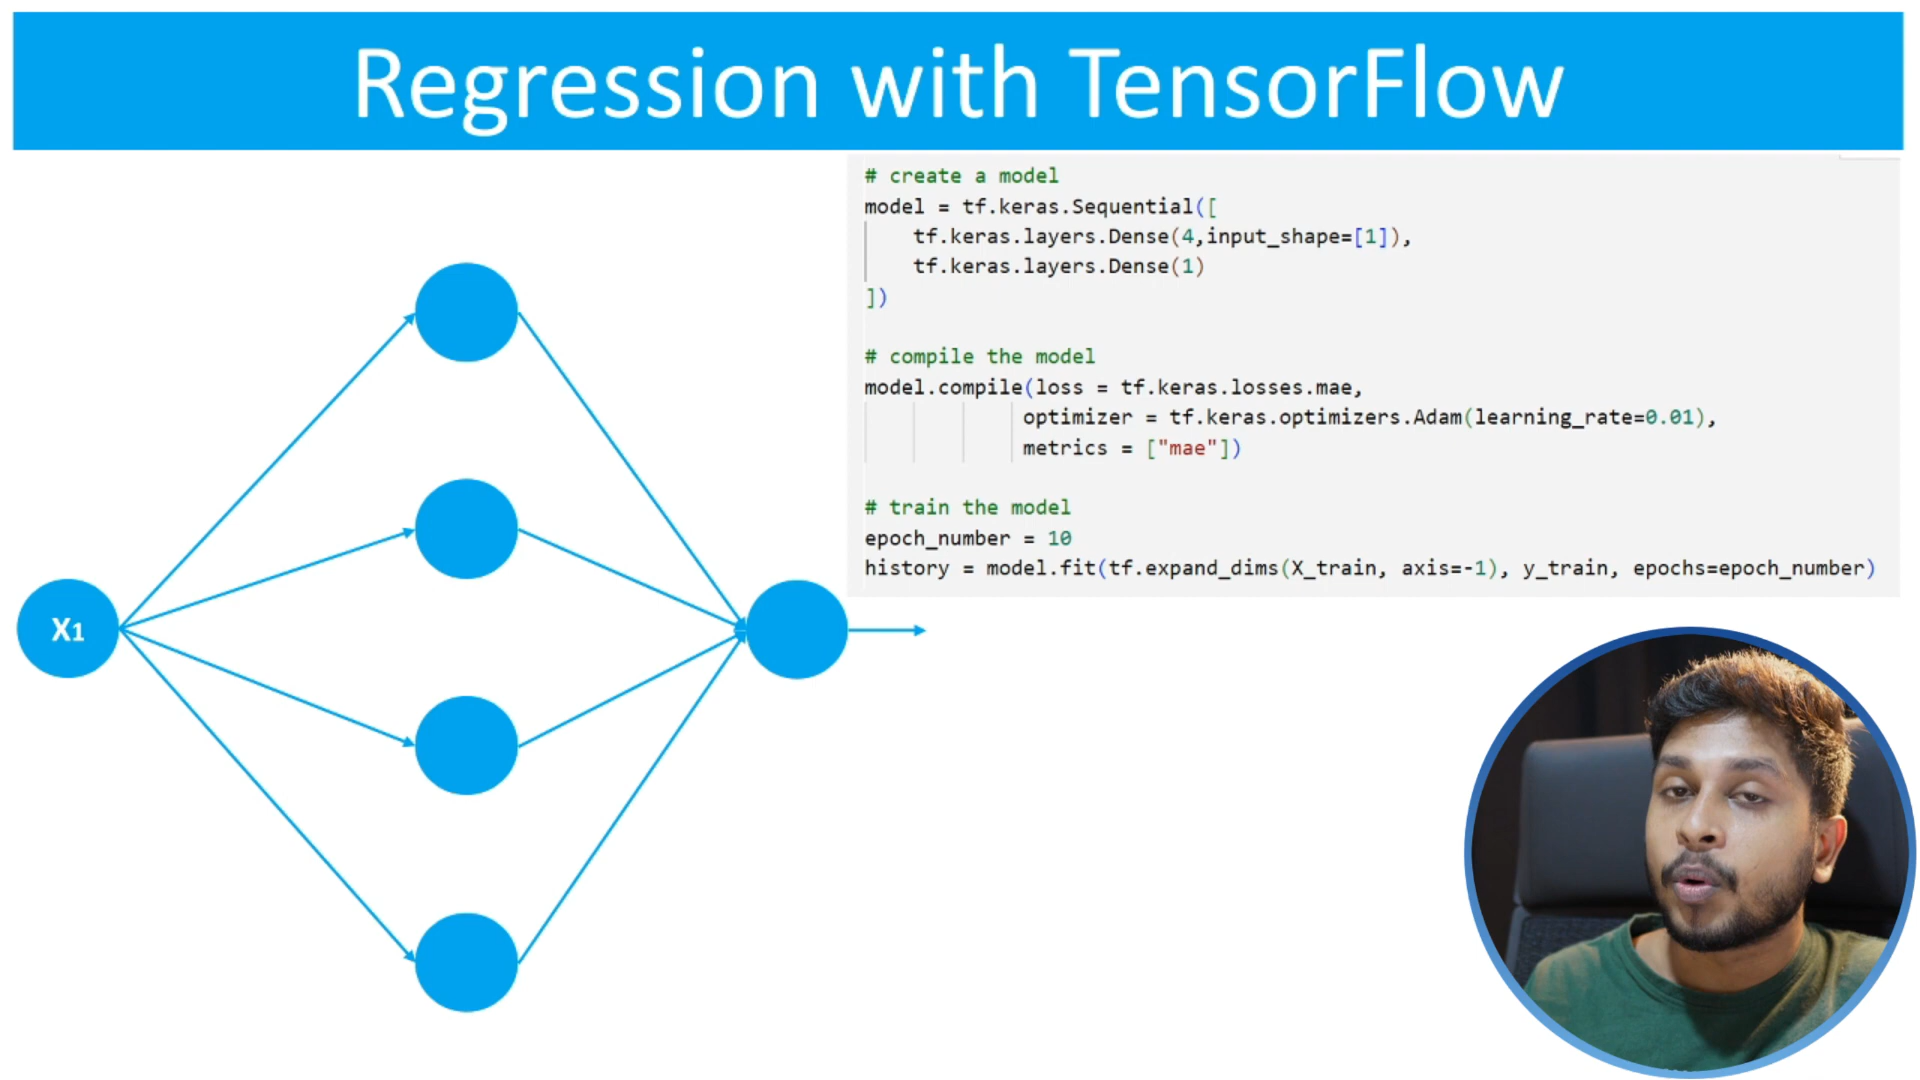 Regression with TensorFlow
# create a model
model = tf.keras.Sequential([
    tf.keras.layers.Dense(4,input_shape=[1]),
    tf.keras.layers.Dense(1)
])
# compile the model
model.compile(loss = tf.keras.losses.mae,
              optimizer = tf.keras.optimizers.Adam(learning_rate=0.01),
              metrics = ["mae"])
# train the model
epoch_number = 10
history = model.fit(tf.expand_dims(X_train, axis=-1), y_train, epochs=epoch_number)
X1